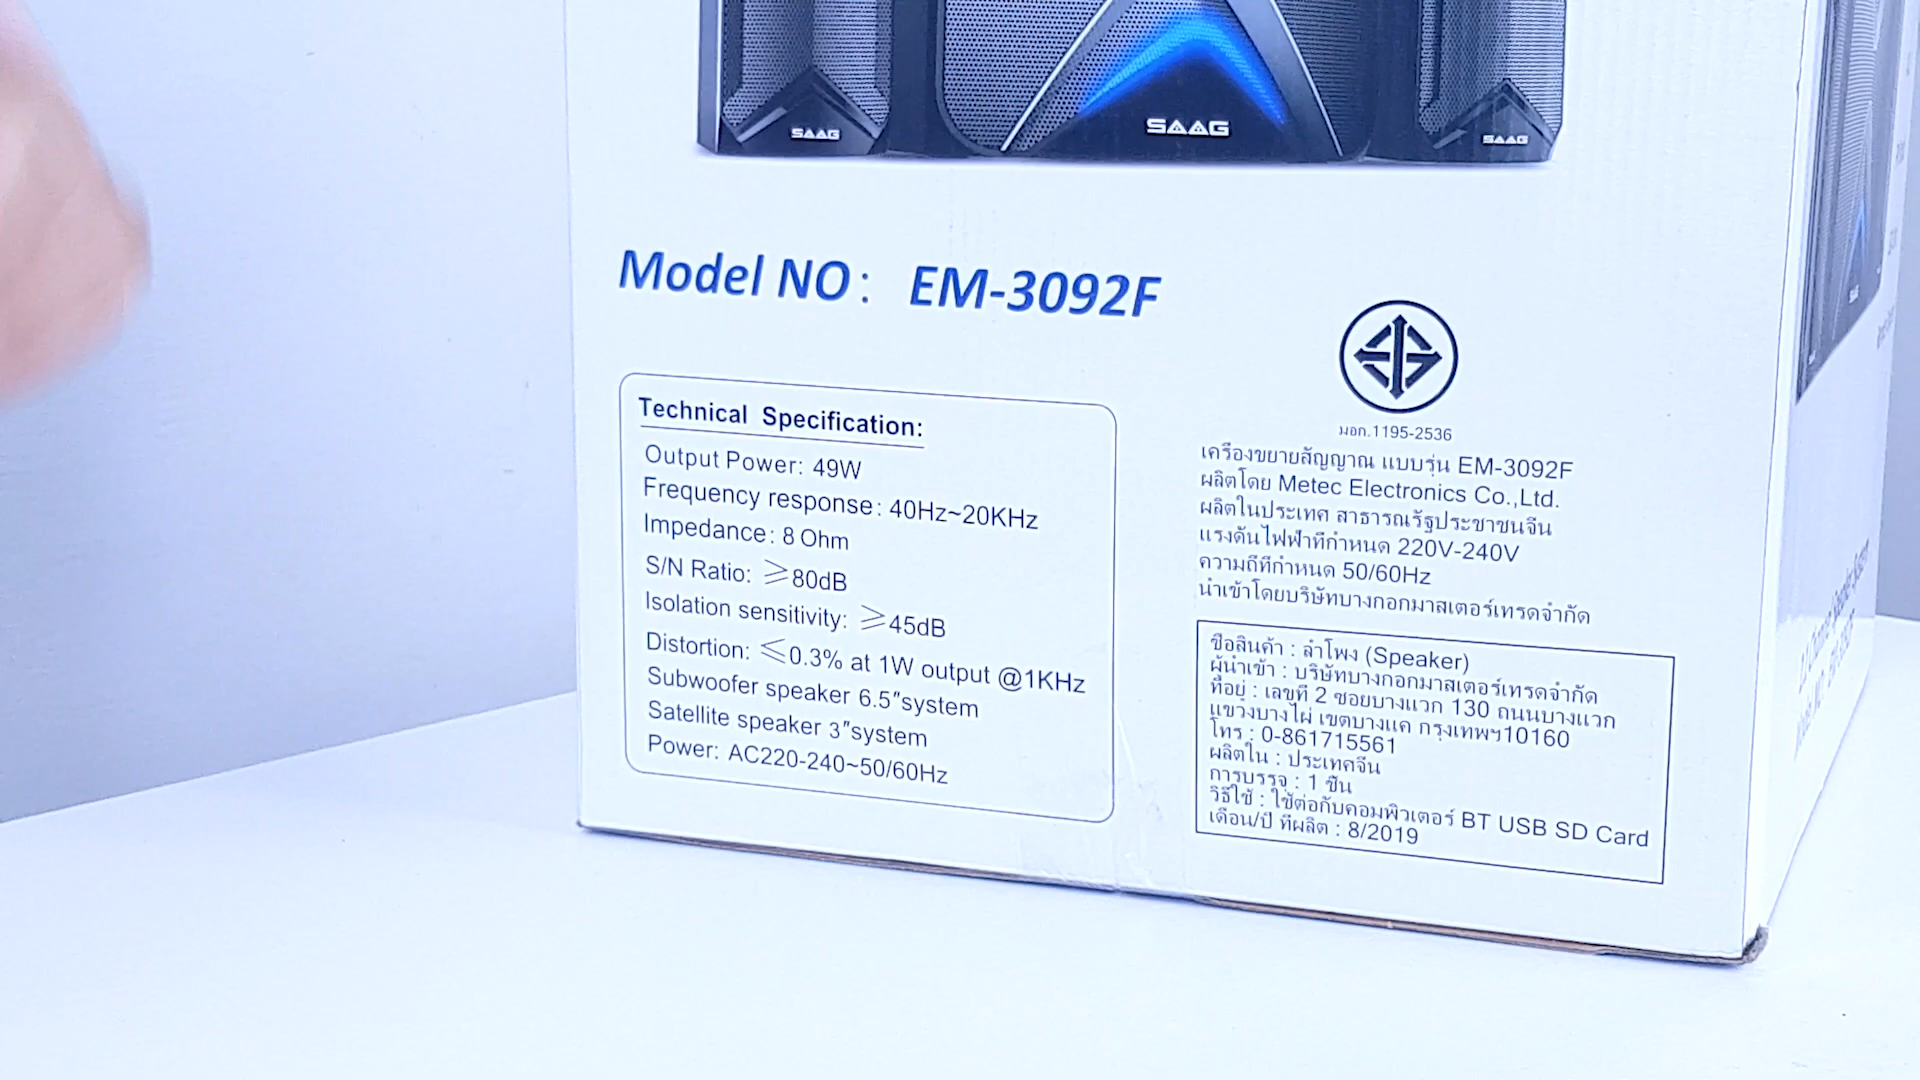 SAAG
SAAG
SAAG
Model NO: EM-3092F
Technical Specification:
Output Power: 49W
Frequency response: 40Hz~20KHz
Impedance: 8 Ohm
S/N Ratio: ≥80dB
Isolation sensitivity: ≥45dB
Distortion: ≤0.3% at 1W output @1KHz
Subwoofer speaker 6.5"system
Satellite speaker 3"system
Power: AC220-240~50/60Hz
มอก.1195-2536
เครื่องขยายสัญญาณ แบบรุ่น EM-3092F
ผลิตโดย Metec Electronics Co.,Ltd.
ผลิตในประเทศ สาธารณรัฐประชาชนจีน
แรงดันไฟฟ้าที่กำหนด 220V-240V
ความถี่ที่กำหนด 50/60Hz
นำเข้าโดยบริษัทบางกอกมาสเตอร์เทรดจำกัด
ชื่อสินค้า : ลำโพง (Speaker)
ผู้นำเข้า : บริษัทบางกอกมาสเตอร์เทรดจำกัด
ที่อยู่ : เลขที่ 2 ซอยบางแวก 130 ถนนบางแวก
แขวงบางไผ่ เขตบางแค กรุงเทพฯ10160
โทร : 0-861715561
ผลิตใน : ประเทศจีน
การบรรจุ : 1 ชิ้น
วิธีใช้ : ใช้ต่อกับคอมพิวเตอร์ BT USB SD Card
เดือน/ปี ที่ผลิต : 8/2019
SAAG